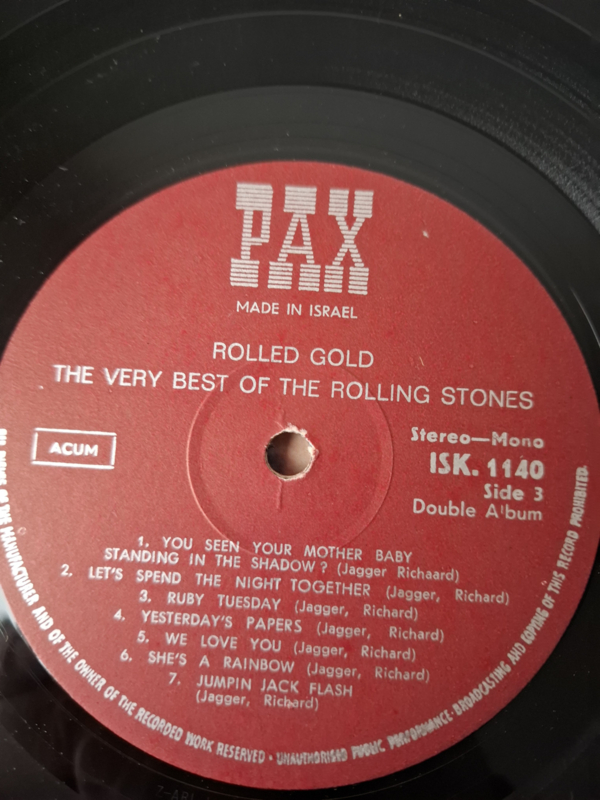 PAX
MADE IN ISRAEL
ROLLED GOLD
THE VERY BEST OF THE ROLLING STONES
ACUM
Stereo—Mono
ISK. 1140
Side 3
Double A'bum
1. YOU SEEN YOUR MOTHER BABY
STANDING IN THE SHADOW? (Jagger Richaard)
2. LET'S SPEND THE NIGHT TOGETHER (Jagger, Richard)
3. RUBY TUESDAY (Jagger, Richard)
4. YESTERDAY'S PAPERS (Jagger, Richard)
5. WE LOVE YOU (Jagger, Richard)
6. SHE'S A RAINBOW (Jagger, Richard)
7. JUMPIN JACK FLASH
(Jagger, Richard)
THE MANUFACTURER AND OF THE OWNER OF THE RECORDED WORK RESERVED · UNAUTHORISED PUBLIC PERFORMANCE · BROADCASTING AND COPING OF THIS RECORD PROHIBITED.